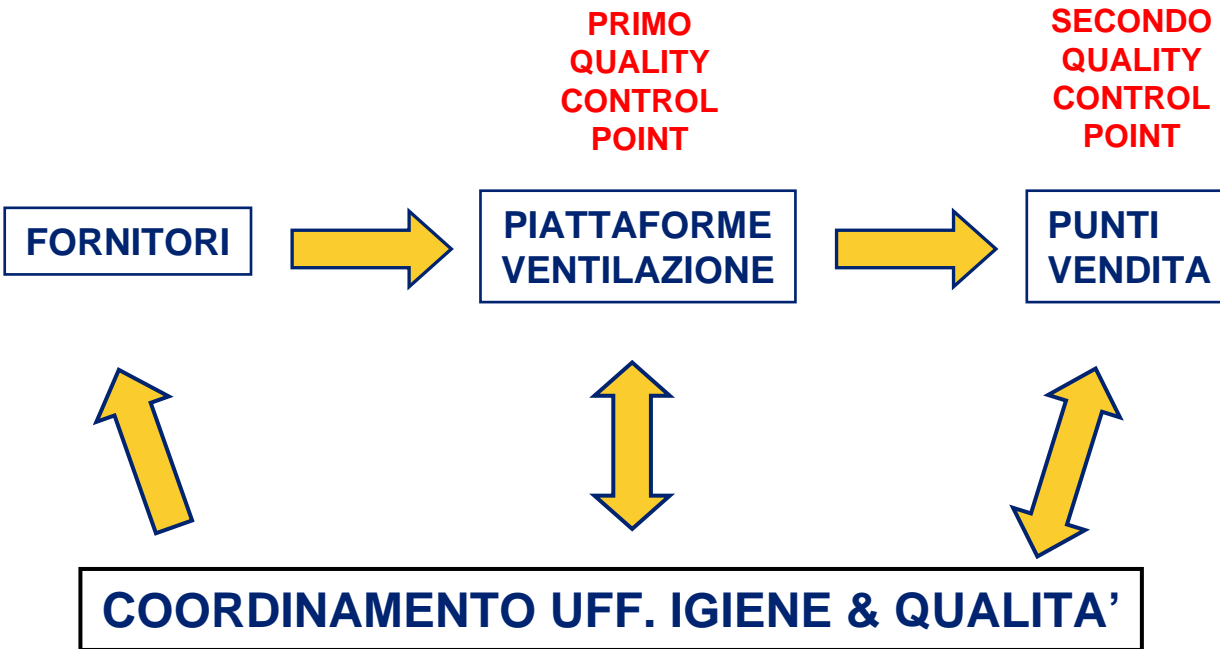 PRIMO
QUALITY
CONTROL
POINT
SECONDO
QUALITY
CONTROL
POINT
FORNITORI
PIATTAFORME
VENTILAZIONE
PUNTI
VENDITA
COORDINAMENTO UFF. IGIENE & QUALITA’